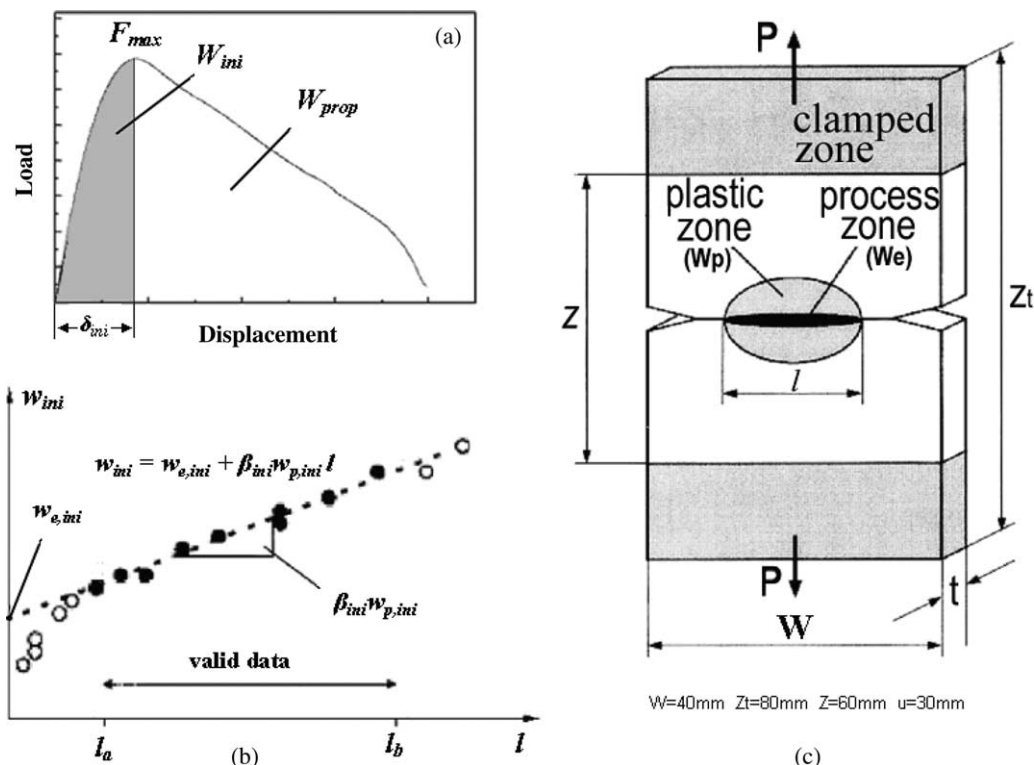 (a)
F_max
W_ini
W_prop
Load
δ_ini
Displacement
w_ini
w_ini = w_e,ini + β_ini w_p,ini l
w_e,ini
β_ini w_p,ini
valid data
l_a
l_b
l
(b)
P
clamped
zone
plastic
zone
(Wp)
process
zone
(We)
Z
Zt
l
P
t
W
W=40mm Zt=80mm Z=60mm u=30mm
(c)